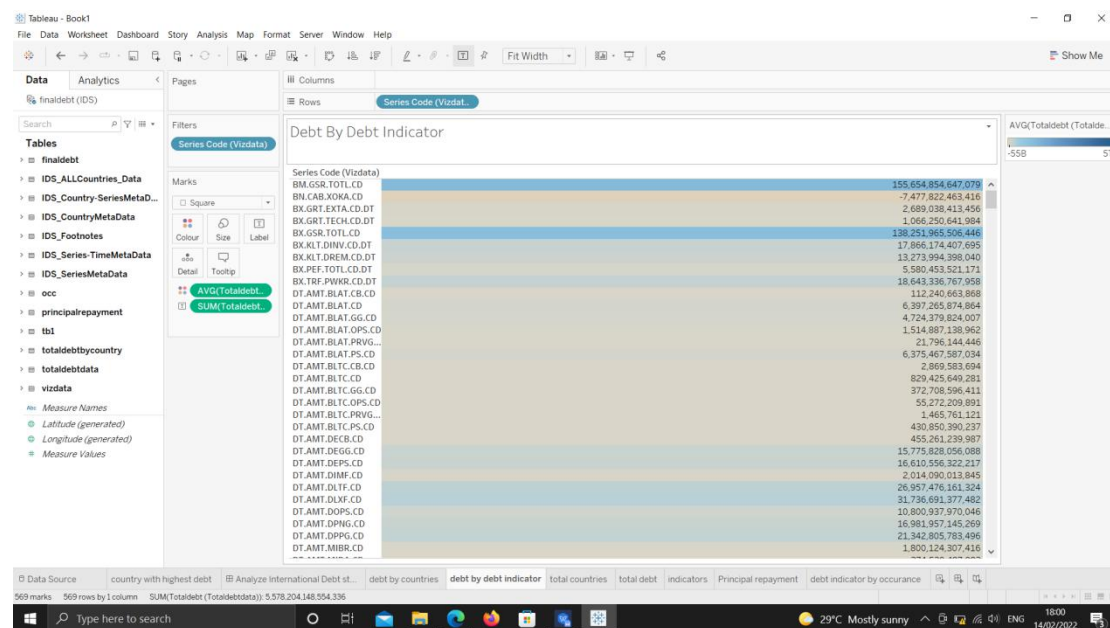 Tableau - Book1
File Data Worksheet Dashboard Story Analysis Map Format Server Window Help
Fit Width
Show Me
Data Analytics
finaldebt (IDS)
Search
Tables
finaldebt
IDS_ALLCountries_Data
IDS_Country-SeriesMetaD...
IDS_CountryMetaData
IDS_Footnotes
IDS_Series-TimeMetaData
IDS_SeriesMetaData
occ
principalrepayment
tb1
totaldebtbycountry
totaldebtdata
vizdata
Abc Measure Names
Latitude (generated)
Longitude (generated)
# Measure Values
Pages
Filters
Series Code (Vizdata)
Marks
Square
Colour Size Label
Detail Tooltip
AVG(Totaldebt..
SUM(Totaldebt..
Columns
Rows Series Code (Vizdat..
Debt By Debt Indicator
Series Code (Vizdata)
BM.GSR.TOTL.CD 155,654,854,647,079
BN.CAB.XOKA.CD -7,477,822,463,416
BX.GRT.EXTA.CD.DT 2,689,038,413,456
BX.GRT.TECH.CD.DT 1,066,250,641,984
BX.GSR.TOTL.CD 138,251,965,506,446
BX.KLT.DINV.CD.DT 17,866,174,407,695
BX.KLT.DREM.CD.DT 13,273,994,398,040
BX.PEF.TOTL.CD.DT 5,580,453,521,171
BX.TRF.PWKR.CD.DT 18,643,336,767,958
DT.AMT.BLAT.CB.CD 112,240,663,868
DT.AMT.BLAT.CD 6,397,265,874,864
DT.AMT.BLAT.GG.CD 4,724,379,824,007
DT.AMT.BLAT.OPS.CD 1,514,887,138,962
DT.AMT.BLAT.PRVG... 21,796,144,446
DT.AMT.BLAT.PS.CD 6,375,467,587,034
DT.AMT.BLTC.CB.CD 2,869,583,694
DT.AMT.BLTC.CD 829,425,649,281
DT.AMT.BLTC.GG.CD 372,708,596,411
DT.AMT.BLTC.OPS.CD 55,272,209,891
DT.AMT.BLTC.PRVG... 1,465,761,121
DT.AMT.BLTC.PS.CD 430,850,390,237
DT.AMT.DECB.CD 455,261,239,987
DT.AMT.DEGG.CD 15,775,828,056,088
DT.AMT.DEPS.CD 16,610,556,322,217
DT.AMT.DIMF.CD 2,014,090,013,845
DT.AMT.DLTF.CD 26,957,476,161,324
DT.AMT.DLXF.CD 31,736,691,377,482
DT.AMT.DOPS.CD 10,800,937,970,046
DT.AMT.DPNG.CD 16,981,957,145,269
DT.AMT.DPPG.CD 21,342,805,783,496
DT.AMT.MIBR.CD 1,800,124,307,416
AVG(Totaldebt (Totalde..
-55B
Data Source country with highest debt Analyze International Debt st... debt by countries debt by debt indicator total countries total debt indicators Principal repayment debt indicator by occurance
569 marks 569 rows by 1 column SUM(Totaldebt (Totaldebtdata)): 5,578,204,148,554,336
Type here to search
29°C Mostly sunny ENG
18:00
14/02/2022